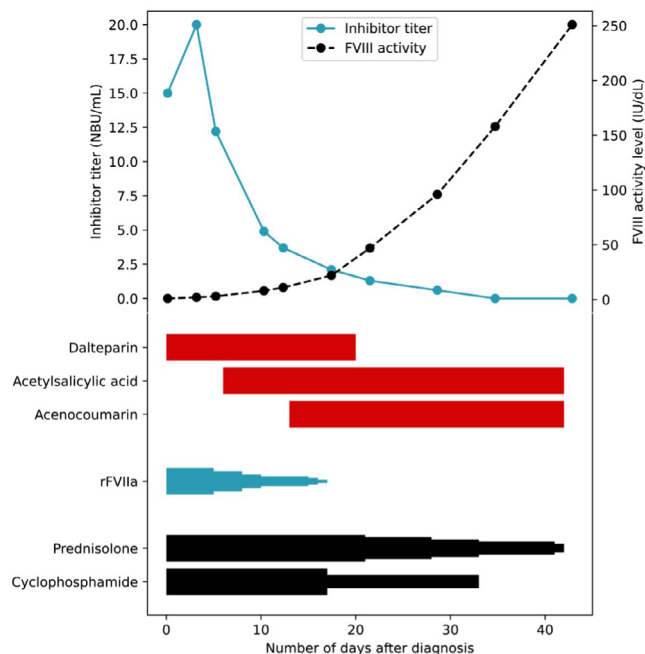 Inhibitor titer
FVIII activity
Inhibitor titer (NBU/mL)
20.0
17.5
15.0
12.5
10.0
7.5
5.0
2.5
0.0
FVIII activity level (IU/dL)
250
200
150
100
50
0
Dalteparin
Acetylsalicylic acid
Acenocoumarin
rFVIIa
Prednisolone
Cyclophosphamide
0 10 20 30 40
Number of days after diagnosis